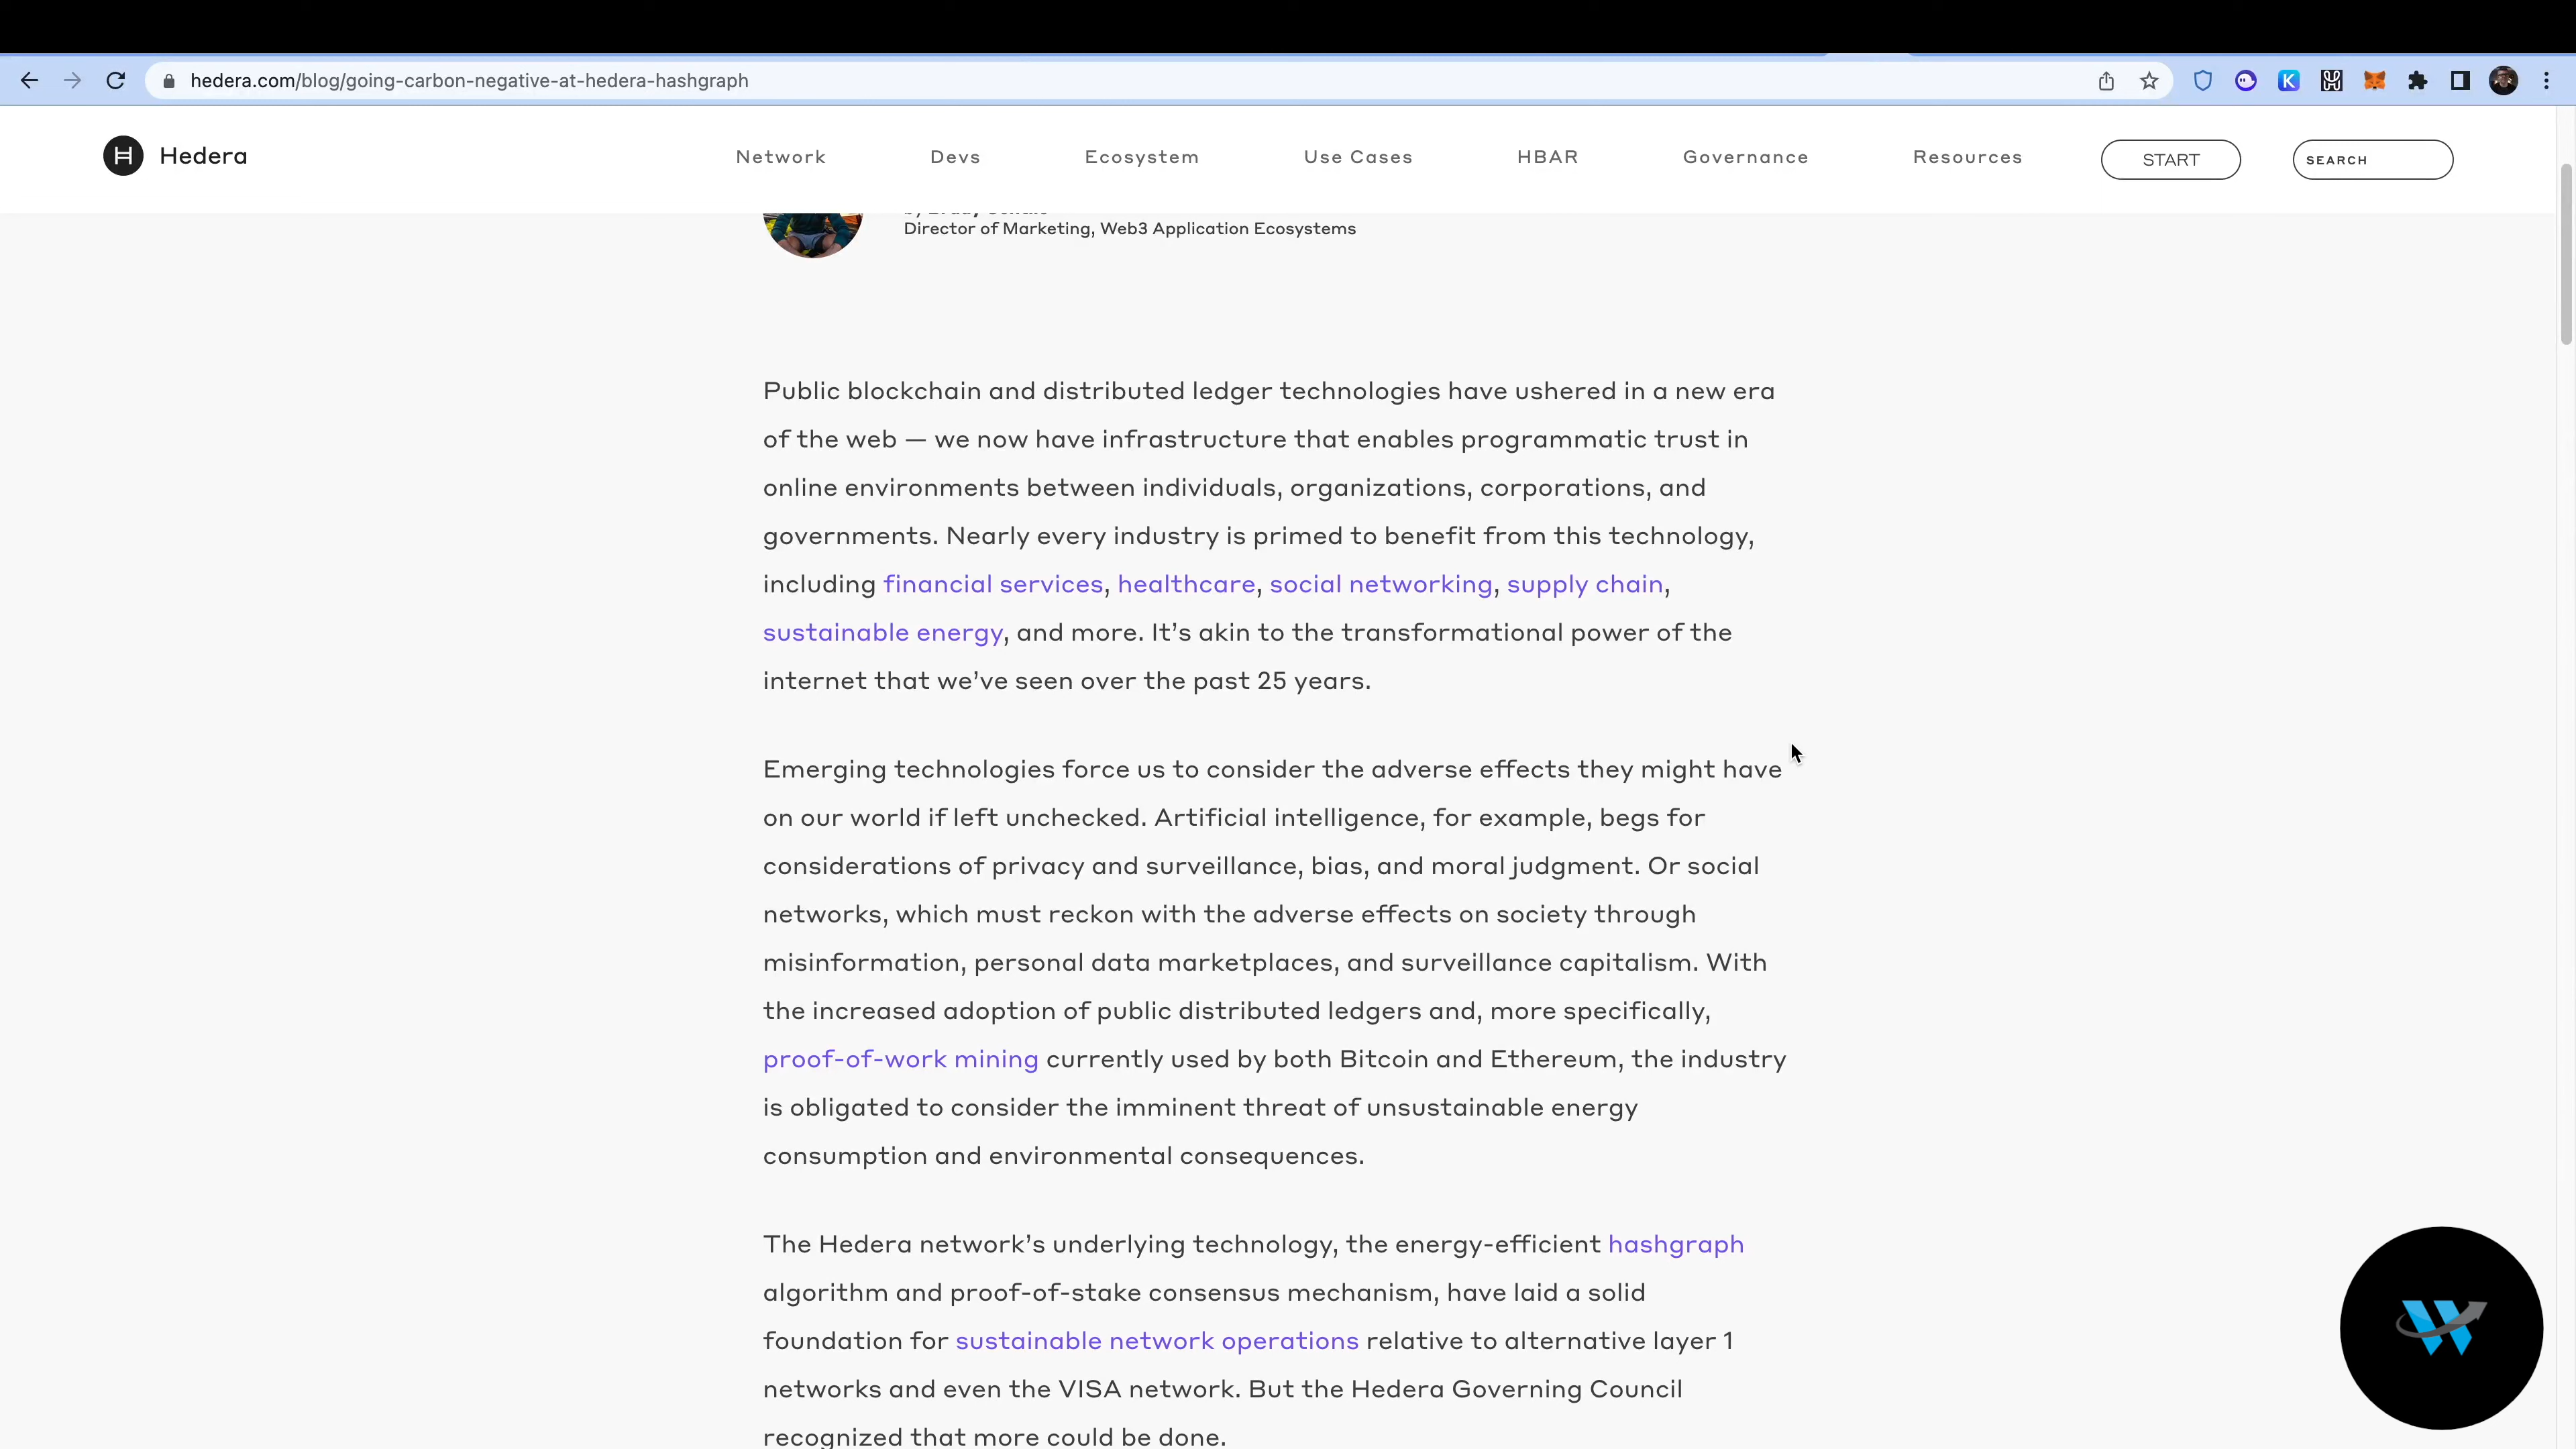 hedera.com/blog/going-carbon-negative-at-hedera-hashgraph
Hedera
Network
Devs
Ecosystem
Use Cases
HBAR
Governance
Resources
START
SEARCH
Director of Marketing, Web3 Application Ecosystems
Public blockchain and distributed ledger technologies have ushered in a new era
of the web — we now have infrastructure that enables programmatic trust in
online environments between individuals, organizations, corporations, and
governments. Nearly every industry is primed to benefit from this technology,
including financial services, healthcare, social networking, supply chain,
sustainable energy, and more. It’s akin to the transformational power of the
internet that we’ve seen over the past 25 years.
Emerging technologies force us to consider the adverse effects they might have
on our world if left unchecked. Artificial intelligence, for example, begs for
considerations of privacy and surveillance, bias, and moral judgment. Or social
networks, which must reckon with the adverse effects on society through
misinformation, personal data marketplaces, and surveillance capitalism. With
the increased adoption of public distributed ledgers and, more specifically,
proof-of-work mining currently used by both Bitcoin and Ethereum, the industry
is obligated to consider the imminent threat of unsustainable energy
consumption and environmental consequences.
The Hedera network’s underlying technology, the energy-efficient hashgraph
algorithm and proof-of-stake consensus mechanism, have laid a solid
foundation for sustainable network operations relative to alternative layer 1
networks and even the VISA network. But the Hedera Governing Council
recognized that more could be done.